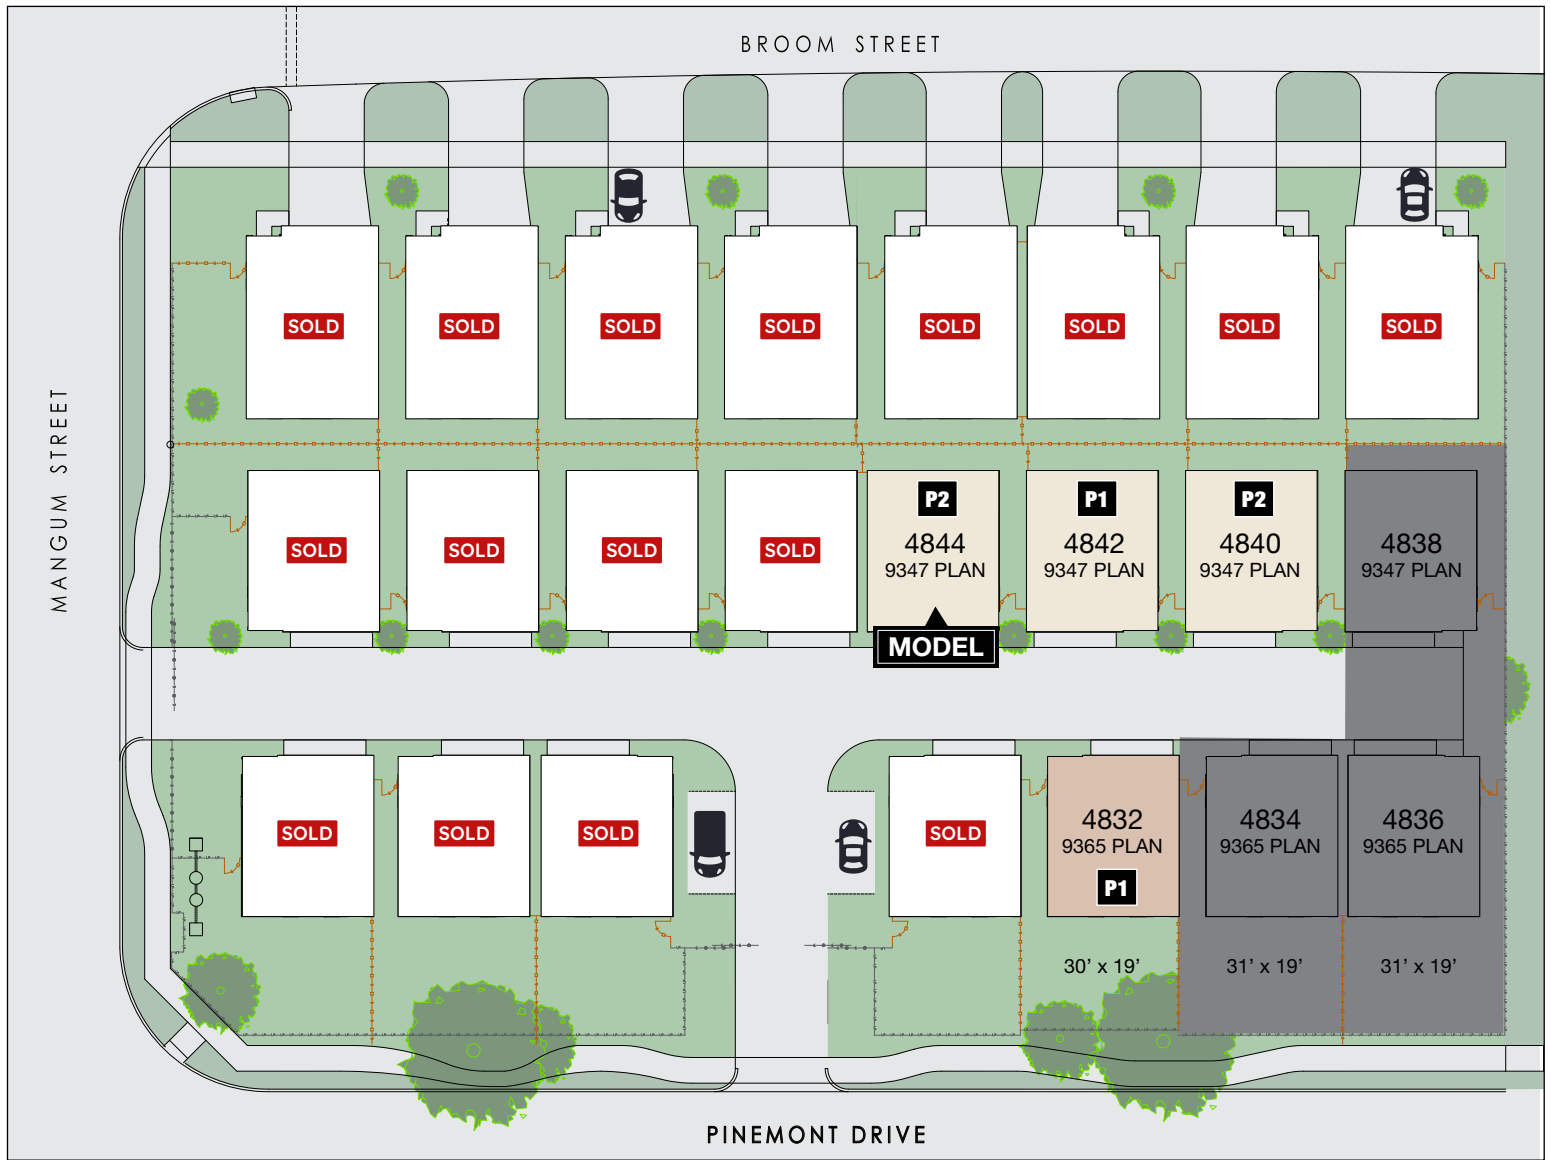 BROOM STREET
MANGUM STREET
SOLD
SOLD
SOLD
SOLD
SOLD
SOLD
SOLD
SOLD
SOLD
SOLD
SOLD
SOLD
P2
4844
9347 PLAN
MODEL
P1
4842
9347 PLAN
P2
4840
9347 PLAN
4838
9347 PLAN
SOLD
SOLD
SOLD
SOLD
4832
9365 PLAN
P1
30’ x 19’
4834
9365 PLAN
31’ x 19’
4836
9365 PLAN
31’ x 19’
PINEMONT DRIVE